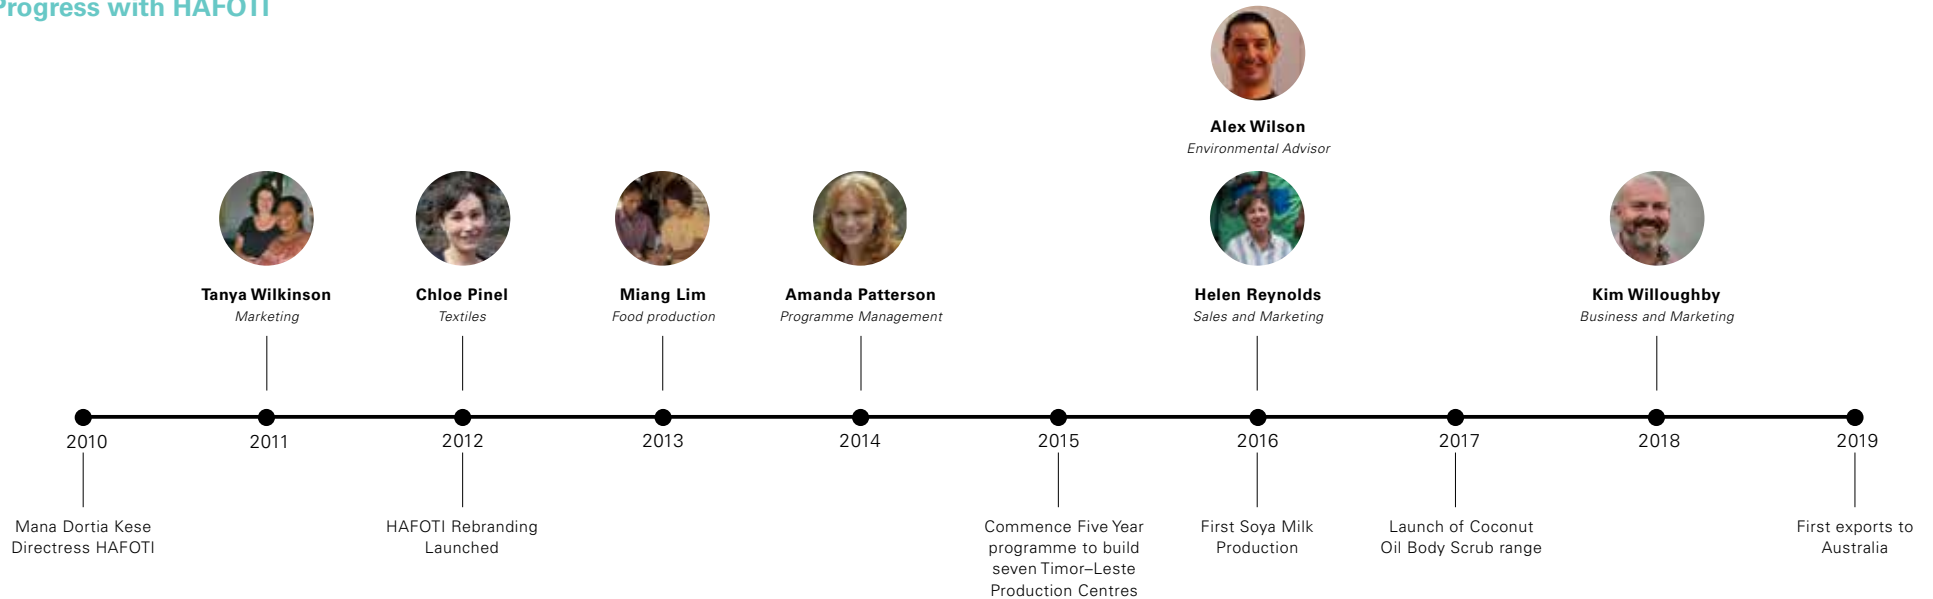 Progress with HAFOTI
Alex Wilson
Environmental Advisor
Tanya Wilkinson
Marketing
Chloe Pinel
Textiles
Miang Lim
Food production
Amanda Patterson
Programme Management
Helen Reynolds
Sales and Marketing
Kim Willoughby
Business and Marketing
2010
2011
2012
2013
2014
2015
2016
2017
2018
2019
Mana Dortia Kese
Directress HAFOTI
HAFOTI Rebranding
Launched
Commence Five Year
programme to build
seven Timor–Leste
Production Centres
First Soya Milk
Production
Launch of Coconut
Oil Body Scrub range
First exports to
Australia